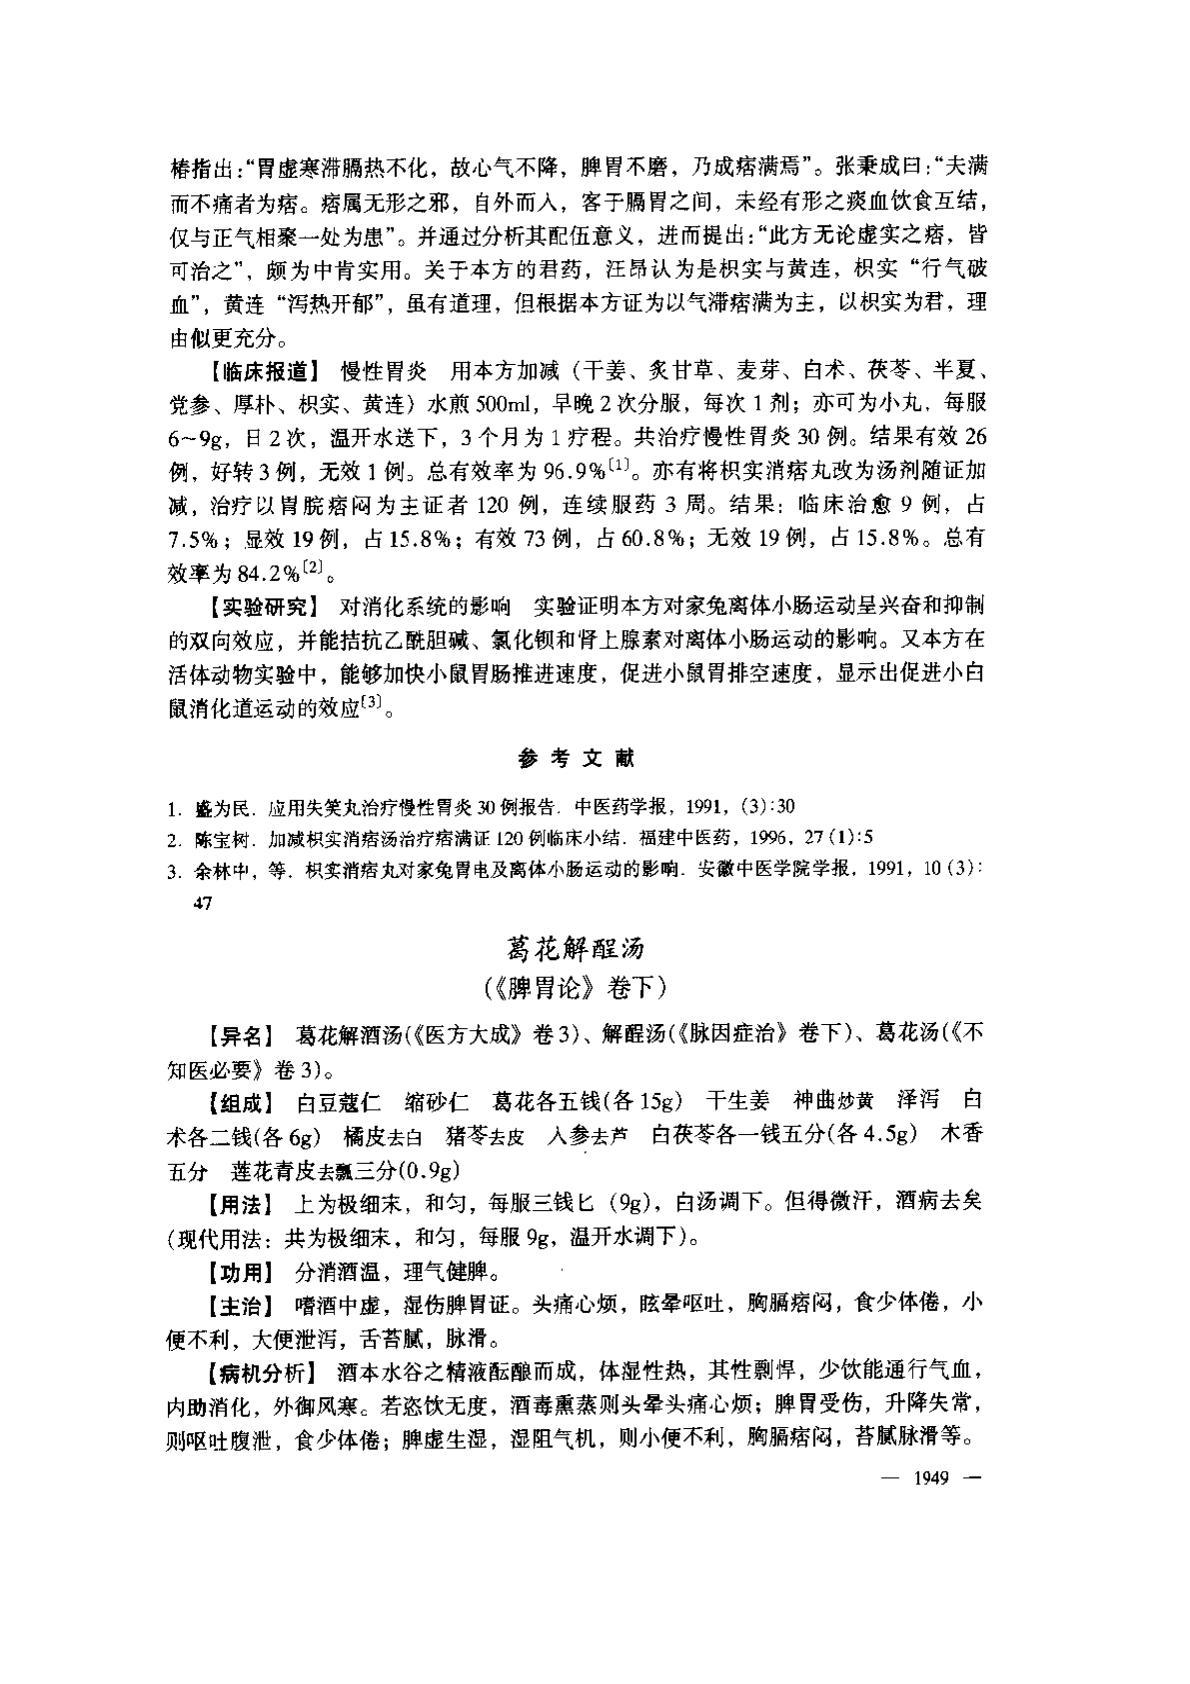 椿指出:“胃虚寒滞膈热不化，故心气不降，脾胃不磨，乃成痞满焉”。张秉成曰:“夫满
而不痛者为痞。痞属无形之邪，自外而入，客于膈胃之间，未经有形之痰血饮食互结，
仅与正气相聚一处为患”。并通过分析其配伍意义，进而提出:“此方无论虚实之痞，皆
可治之”，颇为中肯实用。关于本方的君药，汪昂认为是枳实与黄连，枳实“行气破
血”，黄连“泻热开郁”，虽有道理，但根据本方证为以气滞痞满为主，以枳实为君，理
由似更充分。
【临床报道】 慢性胃炎 用本方加减（干姜、炙甘草、麦芽、白术、茯苓、半夏、
党参、厚朴、枳实、黄连）水煎500ml，早晚2次分服，每次1剂；亦可为小丸，每服
6~9g，日2次，温开水送下，3个月为1疗程。共治疗慢性胃炎30例。结果有效26
例，好转3例，无效1例。总有效率为96.9%〔1〕。亦有将枳实消痞丸改为汤剂随证加
减，治疗以胃脘痞闷为主证者120例，连续服药3周。结果：临床治愈9例，占
7.5%；显效19例，占15.8%；有效73例，占60.8%；无效19例，占15.8%。总有
效率为84.2%〔2〕。
【实验研究】 对消化系统的影响 实验证明本方对家兔离体小肠运动呈兴奋和抑制
的双向效应，并能拮抗乙酰胆碱、氯化钡和肾上腺素对离体小肠运动的影响。又本方在
活体动物实验中，能够加快小鼠胃肠推进速度，促进小鼠胃排空速度，显示出促进小白
鼠消化道运动的效应〔3〕。
参考文献
1. 盛为民．应用失笑丸治疗慢性胃炎30例报告．中医药学报，1991，(3):30
2. 陈宝树．加减枳实消痞汤治疗痞满证120例临床小结．福建中医药，1996，27(1):5
3. 余林中，等．枳实消痞丸对家兔胃电及离体小肠运动的影响．安徽中医学院学报，1991，10(3):
47
葛花解酲汤
(《脾胃论》卷下)
【异名】 葛花解酒汤(《医方大成》卷3)、解酲汤(《脉因症治》卷下)、葛花汤(《不
知医必要》卷3)。
【组成】 白豆蔻仁 缩砂仁 葛花各五钱(各15g) 干生姜 神曲炒黄 泽泻 白
术各二钱(各6g) 橘皮去白 猪苓去皮 人参去芦 白茯苓各一钱五分(各4.5g) 木香
五分 莲花青皮去瓤三分(0.9g)
【用法】 上为极细末，和匀，每服三钱匕（9g)，白汤调下。但得微汗，酒病去矣
(现代用法：共为极细末，和匀，每服9g，温开水调下)。
【功用】 分消酒温，理气健脾。
【主治】 嗜酒中虚，湿伤脾胃证。头痛心烦，眩晕呕吐，胸膈痞闷，食少体倦，小
便不利，大便泄泻，舌苔腻，脉滑。
【病机分析】 酒本水谷之精液酝酿而成，体湿性热，其性剽悍，少饮能通行气血，
内助消化，外御风寒。若恣饮无度，酒毒熏蒸则头晕头痛心烦；脾胃受伤，升降失常，
则呕吐腹泄，食少体倦；脾虚生湿，湿阻气机，则小便不利，胸膈痞闷，苔腻脉滑等。
— 1949 —